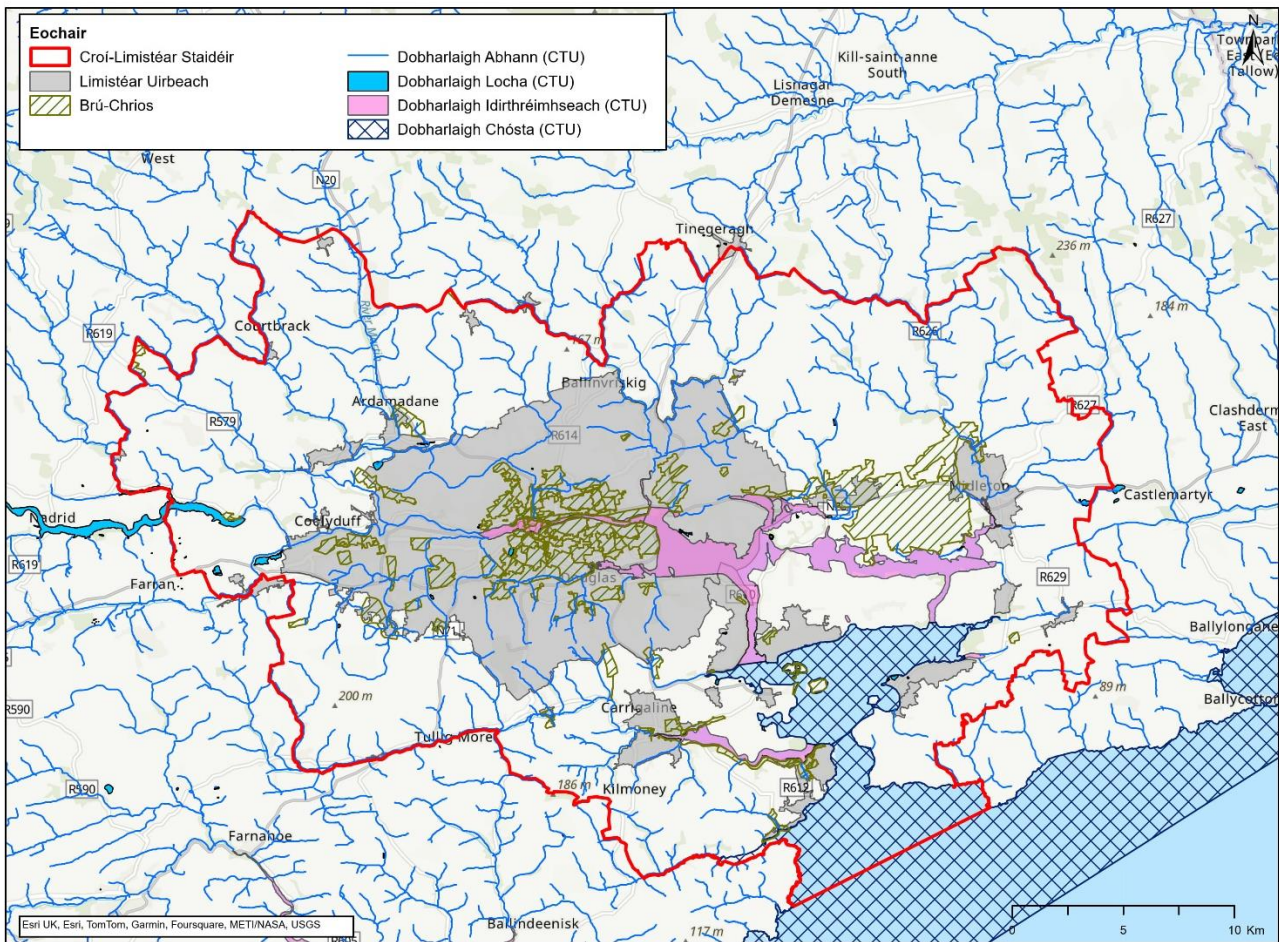 Eochair
Croí-Limistéar Staidéir
Limistéar Uirbeach
Brú-Chrios
Dobharlaigh Abhann (CTU)
Dobharlaigh Locha (CTU)
Dobharlaigh Idirthréimhseach (CTU)
Dobharlaigh Chósta (CTU)
N
Kill-saint-anne
South
Lisnagar
Demesne
East
Tallow)
West
N20
R627
Tinegeragh
236 m
184 m
R619
Courtbrack
R626
167 m
Ballinvriskig
Ardamadane
R627
R579
R614
Clashderm
East
Midleton
Castlemartyr
Nadrid
Coolyduff
R619
Farran
R629
N71
Ballylongane
200 m
89 m
Ballycotton
R590
Carrigaline
Tullig More
R590
186 m
Kilmoney
R612
Farnahoe
Ballindeenisk
117 m
Esri UK, Esri, TomTom, Garmin, Foursquare, METI/NASA, USGS
0 5 10 Km